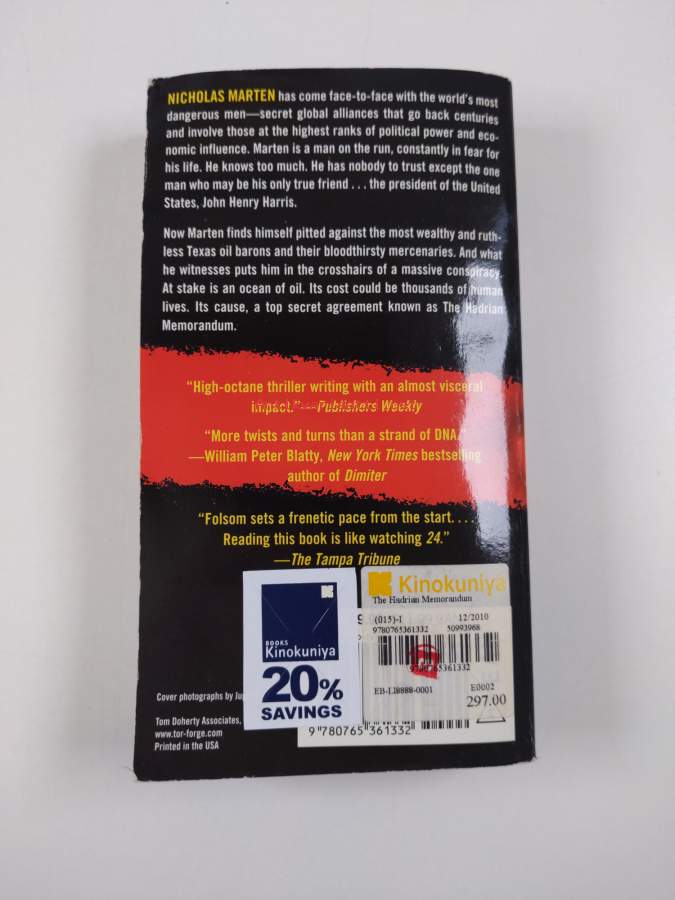 NICHOLAS MARTEN has come face-to-face with the world's most
dangerous men—secret global alliances that go back centuries
and involve those at the highest ranks of political power and eco-
nomic influence. Marten is a man on the run, constantly in fear for
his life. He knows too much. He has nobody to trust except the one
man who may be his only true friend . . . the president of the United
States, John Henry Harris.
Now Marten finds himself pitted against the most wealthy and ruth-
less Texas oil barons and their bloodthirsty mercenaries. And what
he witnesses puts him in the crosshairs of a massive conspiracy.
At stake is an ocean of oil. Its cost could be thousands of human
lives. Its cause, a top secret agreement known as The Hadrian
Memorandum.
“High-octane thriller writing with an almost visceral
impact.”—Publishers Weekly
“More twists and turns than a strand of DNA.”
—William Peter Blatty, New York Times bestselling
author of Dimiter
“Folsom sets a frenetic pace from the start. . . .
Reading this book is like watching 24.”
—The Tampa Tribune
Kinokuniya
The Hadrian Memorandum
(015)-I 12/2010
9780765361332 50993968
9780765361332
EB-LI8888-0001 E0002
297.00
BOOKS
Kinokuniya
20%
SAVINGS
Cover photographs by
Tom Doherty Associates,
www.tor-forge.com
Printed in the USA
9 780765 361332